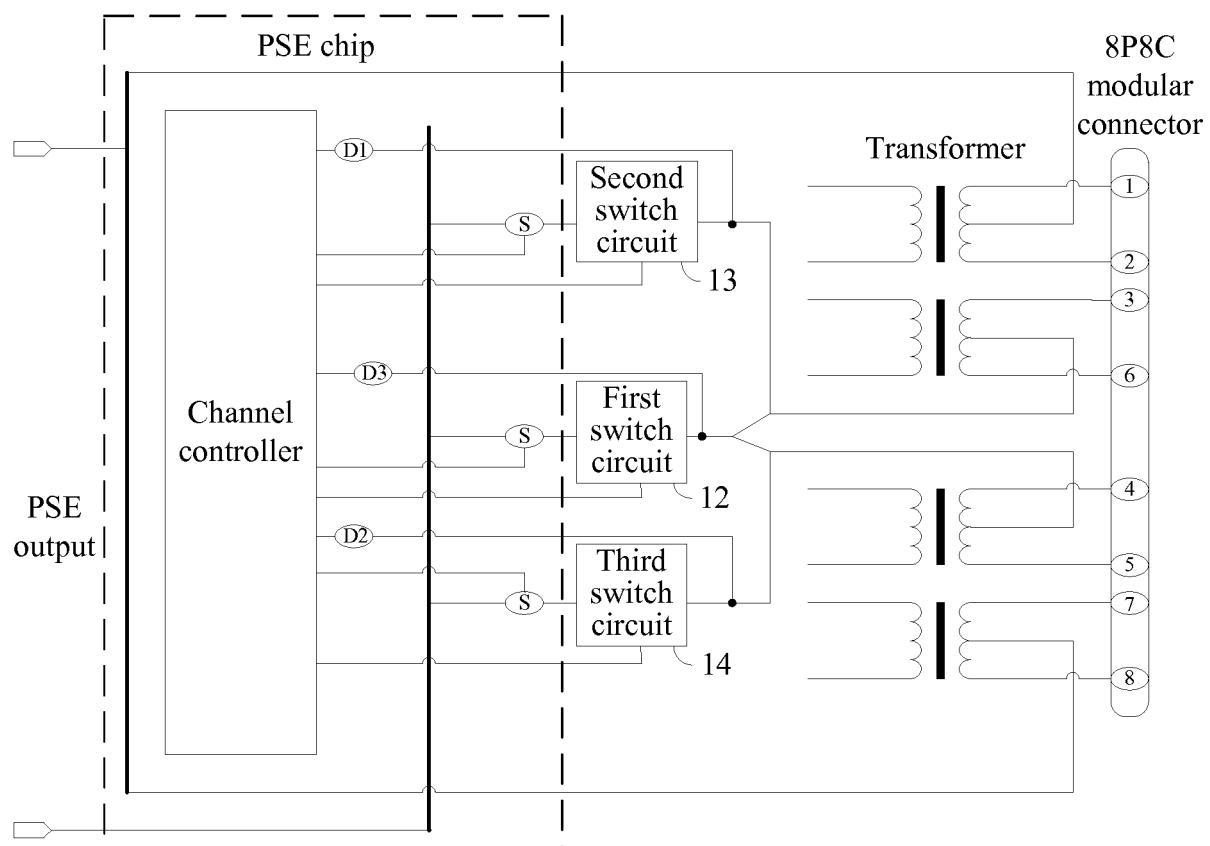 PSE chip
8P8C
modular
connector
Transformer
D1
Second
switch
circuit
S
13
1
2
3
6
D3
Channel
controller
First
switch
circuit
S
12
4
5
PSE
output
D2
Third
switch
circuit
S
14
7
8